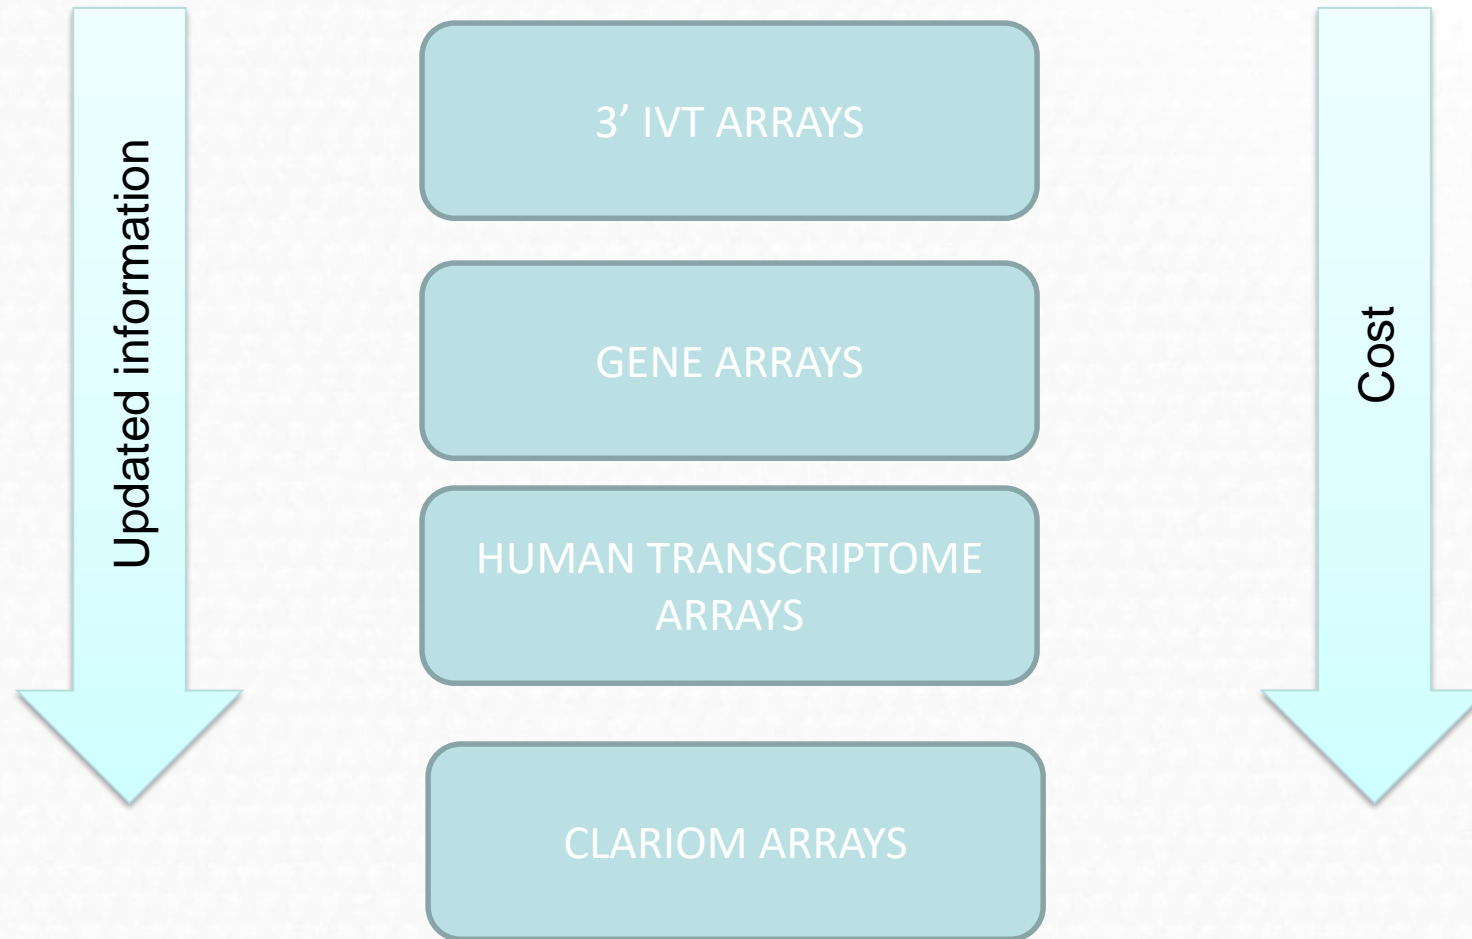 Updated information
3’ IVT ARRAYS
GENE ARRAYS
HUMAN TRANSCRIPTOME
ARRAYS
CLARIOM ARRAYS
Cost